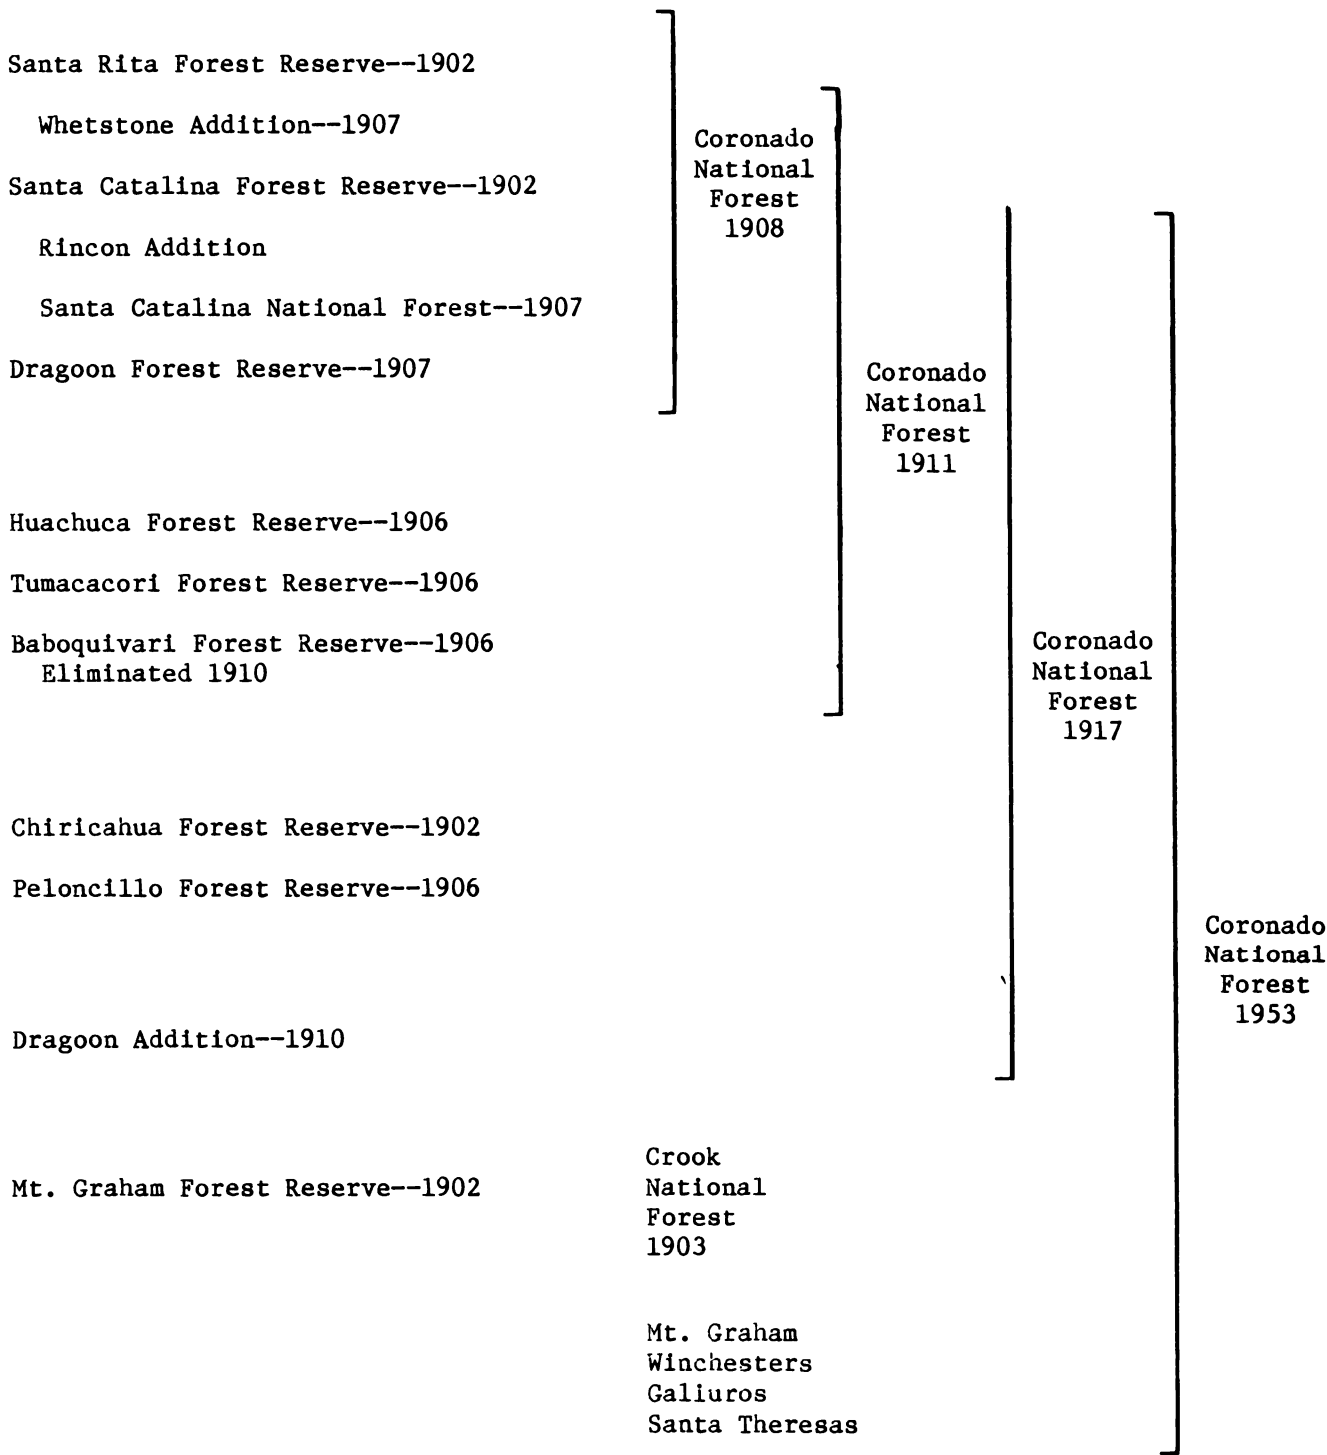 Santa Rita Forest Reserve--1902
Whetstone Addition--1907
Santa Catalina Forest Reserve--1902
Rincon Addition
Santa Catalina National Forest--1907
Dragoon Forest Reserve--1907
Coronado
National
Forest
1908
Huachuca Forest Reserve--1906
Tumacacori Forest Reserve--1906
Baboquivari Forest Reserve--1906
Eliminated 1910
Coronado
National
Forest
1911
Chiricahua Forest Reserve--1902
Peloncillo Forest Reserve--1906
Dragoon Addition--1910
Coronado
National
Forest
1917
Mt. Graham Forest Reserve--1902
Crook
National
Forest
1903
Mt. Graham
Winchesters
Galiuros
Santa Theresas
Coronado
National
Forest
1953